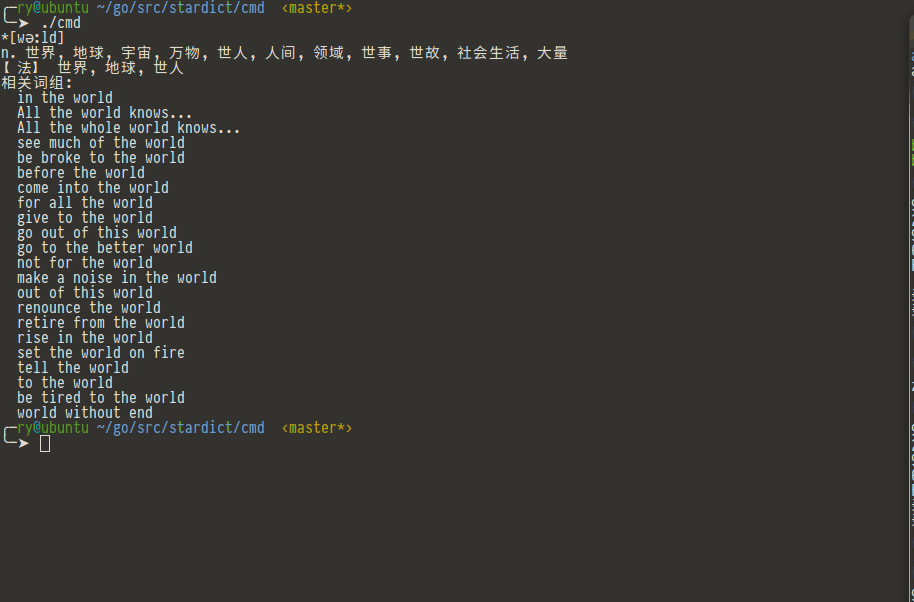 ry@ubuntu ~/go/src/stardict/cmd ‹master*›
./cmd
*[wə:ld]
n. 世界, 地球, 宇宙, 万物, 世人, 人间, 领域, 世事, 世故, 社会生活, 大量
【 法】 世界, 地球, 世人
相关词组:
in the world
All the world knows...
All the whole world knows...
see much of the world
be broke to the world
before the world
come into the world
for all the world
give to the world
go out of this world
go to the better world
not for the world
make a noise in the world
out of this world
renounce the world
retire from the world
rise in the world
set the world on fire
tell the world
to the world
be tired to the world
world without end
ry@ubuntu ~/go/src/stardict/cmd ‹master*›